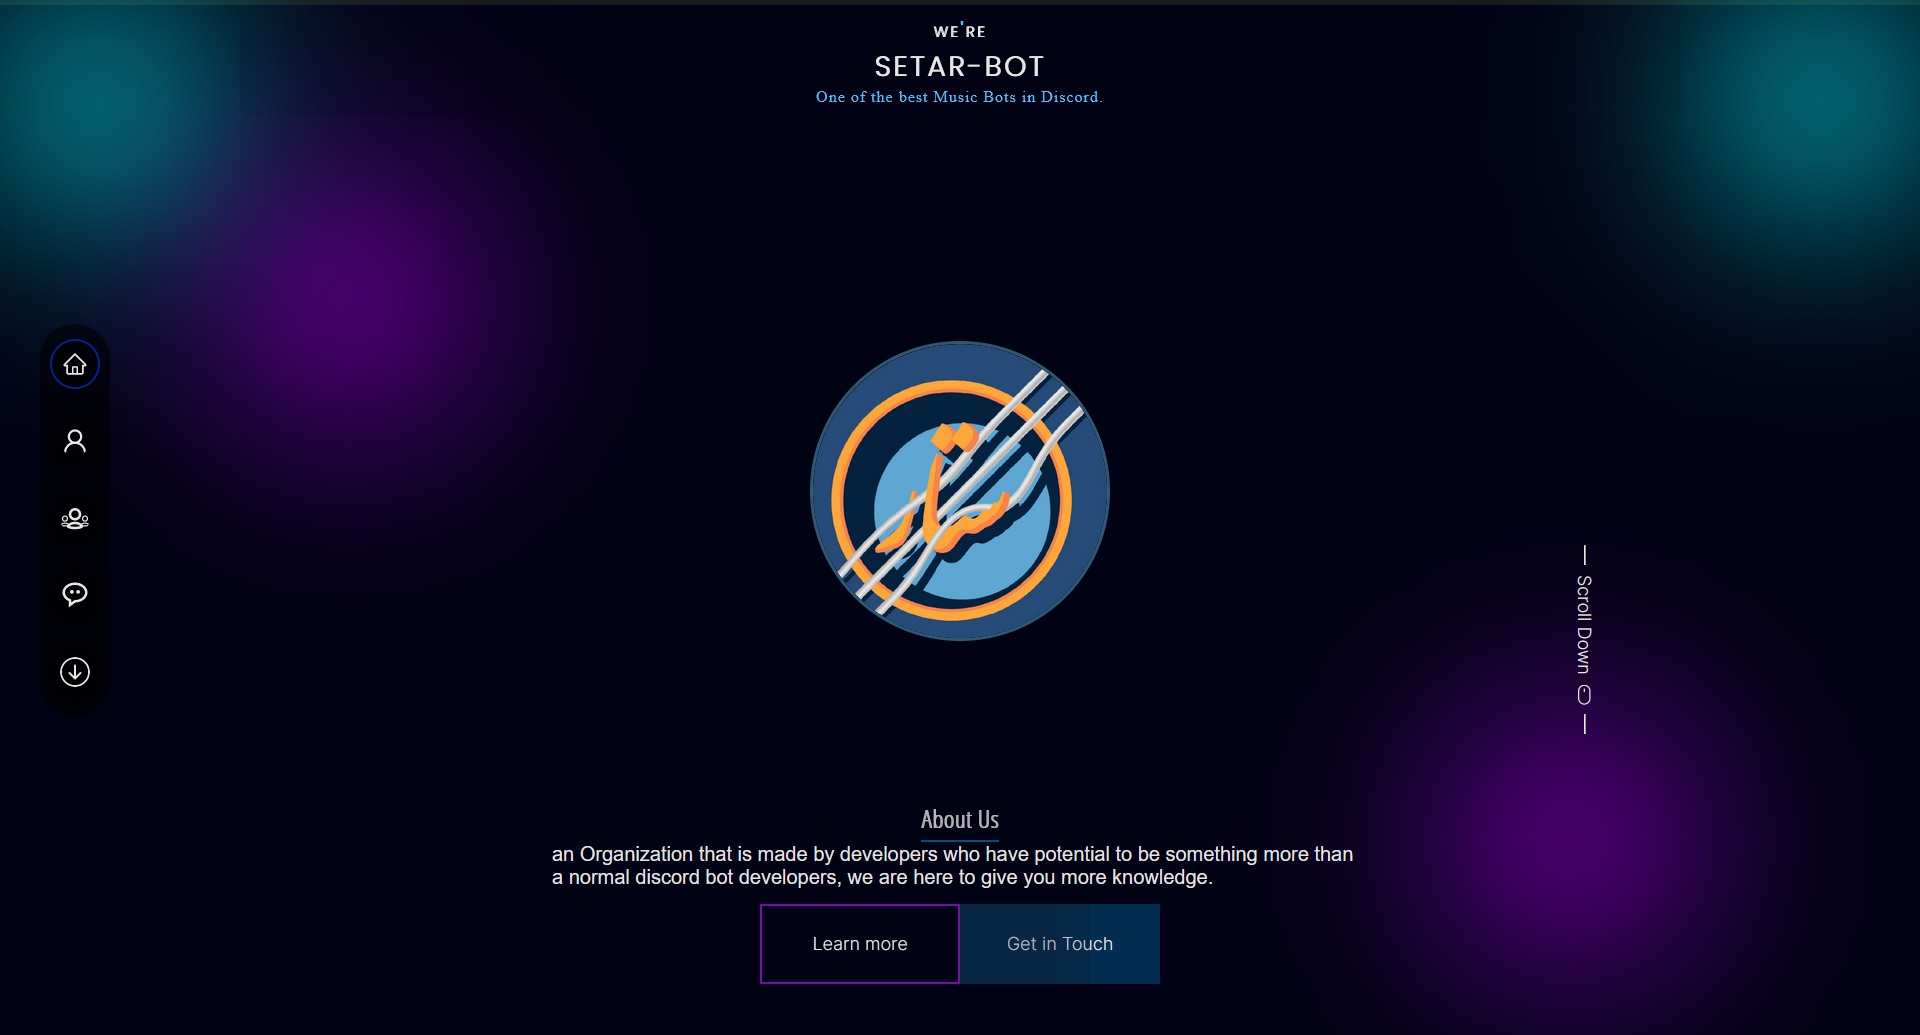 WE'RE
SETAR-BOT
One of the best Music Bots in Discord.
ستار
Scroll Down
About Us
an Organization that is made by developers who have potential to be something more than
a normal discord bot developers, we are here to give you more knowledge.
Learn more
Get in Touch